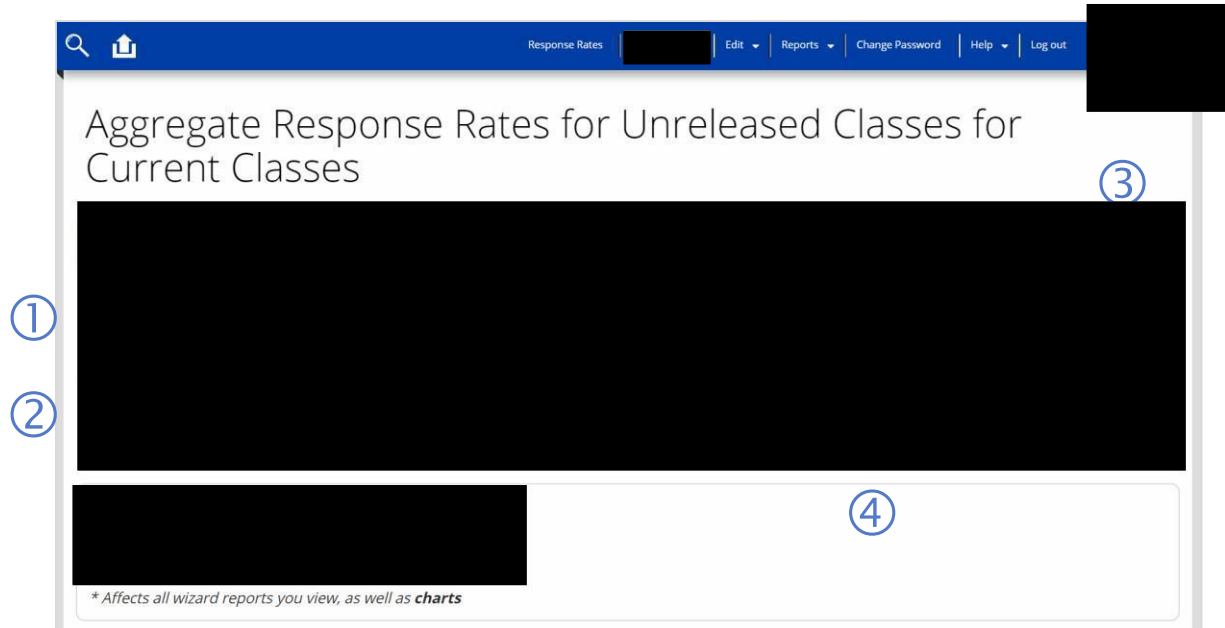 Response Rates Edit Reports Change Password Help Log out
Aggregate Response Rates for Unreleased Classes for
Current Classes
③
①
②
④
* Affects all wizard reports you view, as well as charts